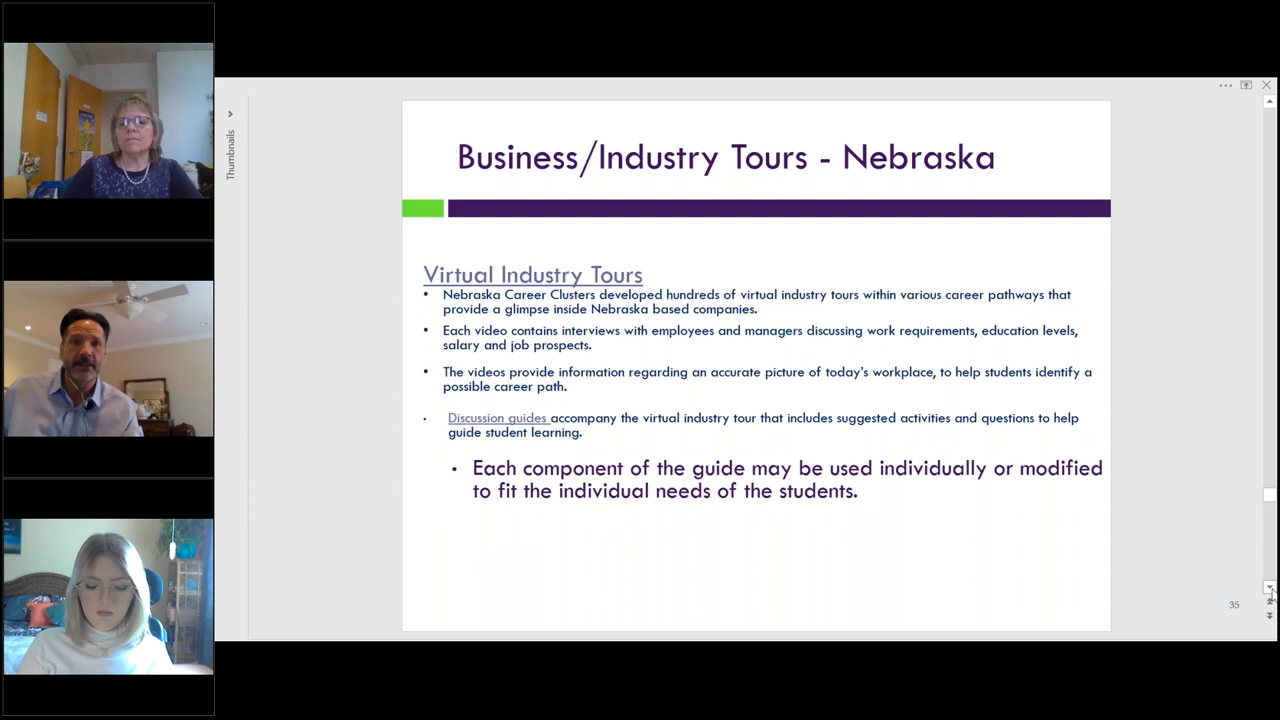 Thumbnails
Business/Industry Tours - Nebraska
Virtual Industry Tours
• Nebraska Career Clusters developed hundreds of virtual industry tours within various career pathways that
provide a glimpse inside Nebraska based companies.
• Each video contains interviews with employees and managers discussing work requirements, education levels,
salary and job prospects.
• The videos provide information regarding an accurate picture of today's workplace, to help students identify a
possible career path.
• Discussion guides accompany the virtual industry tour that includes suggested activities and questions to help
guide student learning.
• Each component of the guide may be used individually or modified
to fit the individual needs of the students.
35